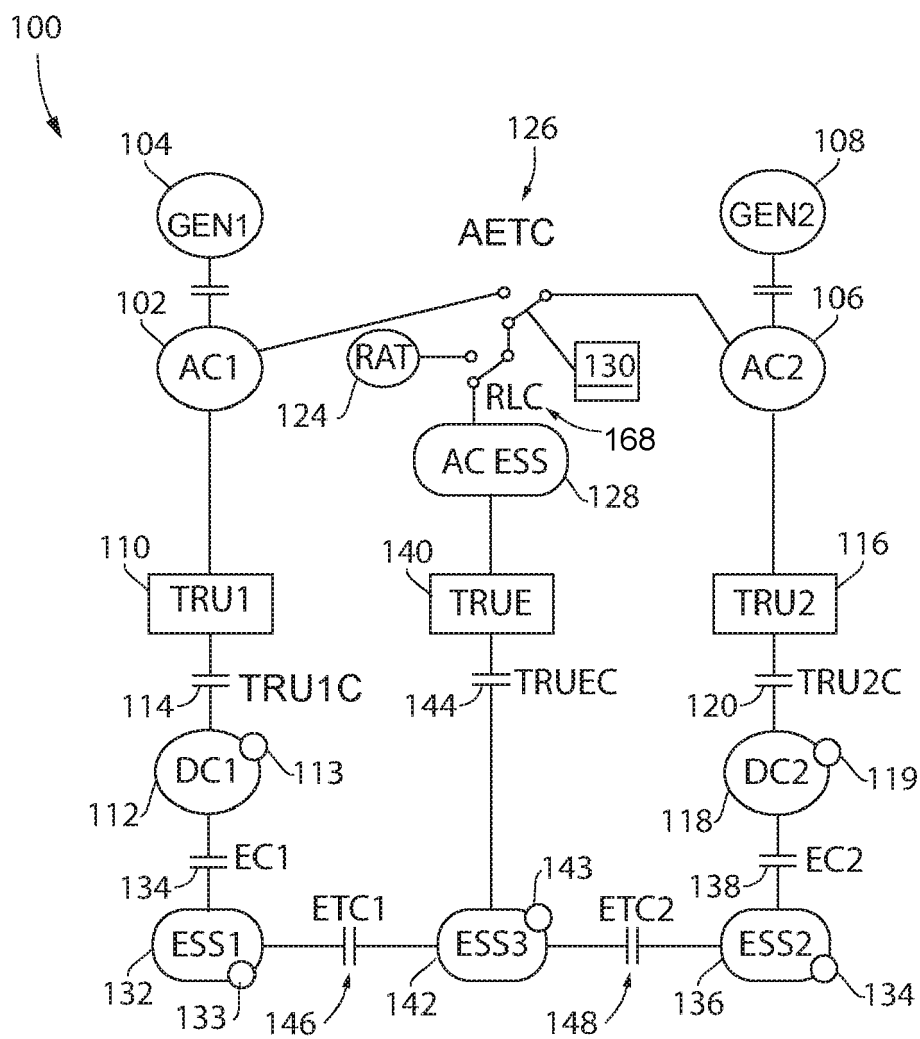 100
104
126
108
GEN1
GEN2
AETC
102
106
AC1
RAT
130
AC2
124
RLC
168
AC ESS
128
110
140
116
TRU1
TRUE
TRU2
TRU1C
TRUEC
TRU2C
114
144
120
DC1
113
DC2
119
112
118
EC1
EC2
134
143
138
ETC1
ETC2
ESS1
ESS3
ESS2
132
142
136
134
133
146
148